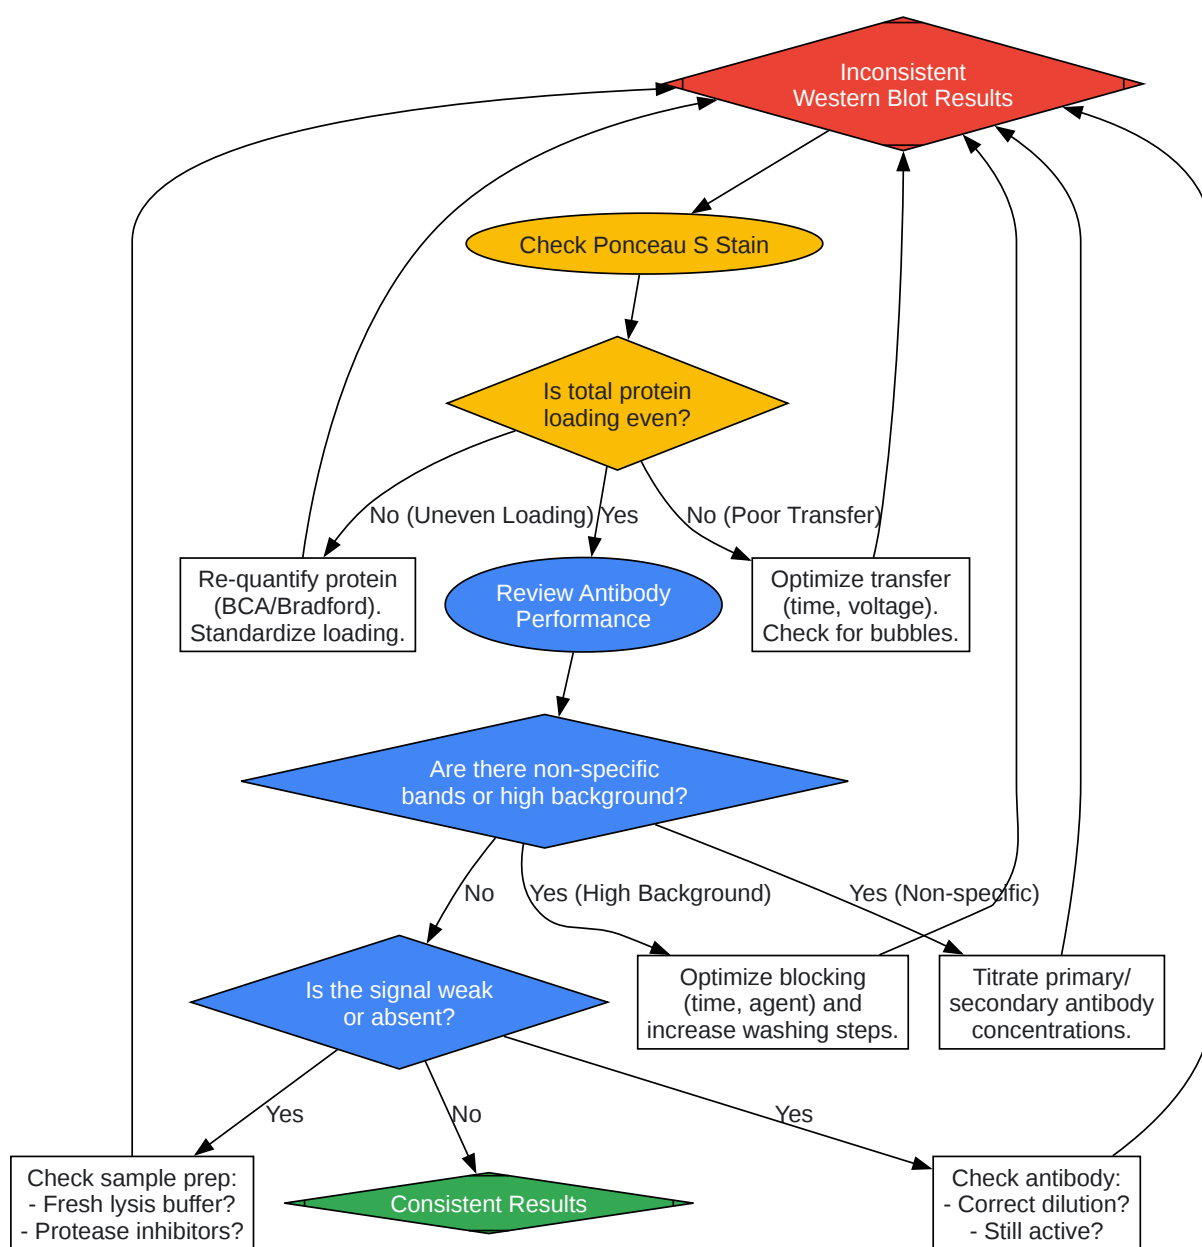 Inconsistent
Western Blot Results
Check Ponceau S Stain
Is total protein
loading even?
No (Uneven Loading)
Yes
No (Poor Transfer)
Re-quantify protein
(BCA/Bradford).
Standardize loading.
Review Antibody
Performance
Optimize transfer
(time, voltage).
Check for bubbles.
Are there non-specific
bands or high background?
No
Yes (High Background)
Yes (Non-specific)
Is the signal weak
or absent?
Optimize blocking
(time, agent) and
increase washing steps.
Titrate primary/
secondary antibody
concentrations.
Yes
No
Yes
Check sample prep:
- Fresh lysis buffer?
- Protease inhibitors?
Consistent Results
Check antibody:
- Correct dilution?
- Still active?